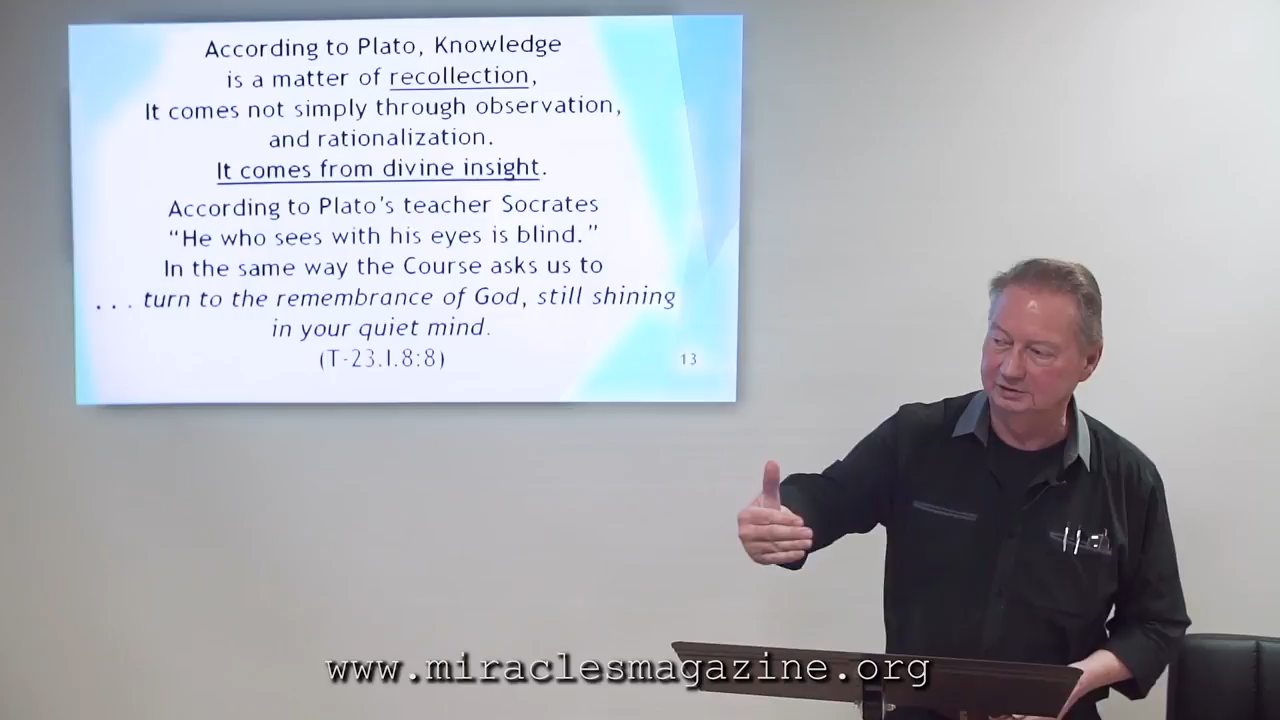 According to Plato, Knowledge
is a matter of recollection,
It comes not simply through observation,
and rationalization.
It comes from divine insight.
According to Plato's teacher Socrates
“He who sees with his eyes is blind.”
In the same way the Course asks us to
. . . turn to the remembrance of God, still shining
in your quiet mind.
(T-23.I.8:8)
13
www.miraclesmagazine.org